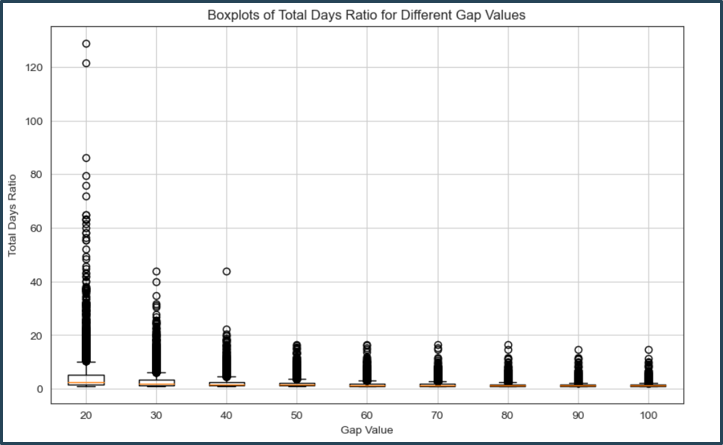 Boxplots of Total Days Ratio for Different Gap Values
Total Days Ratio
120
100
80
60
40
20
0
20 30 40 50 60 70 80 90 100
Gap Value